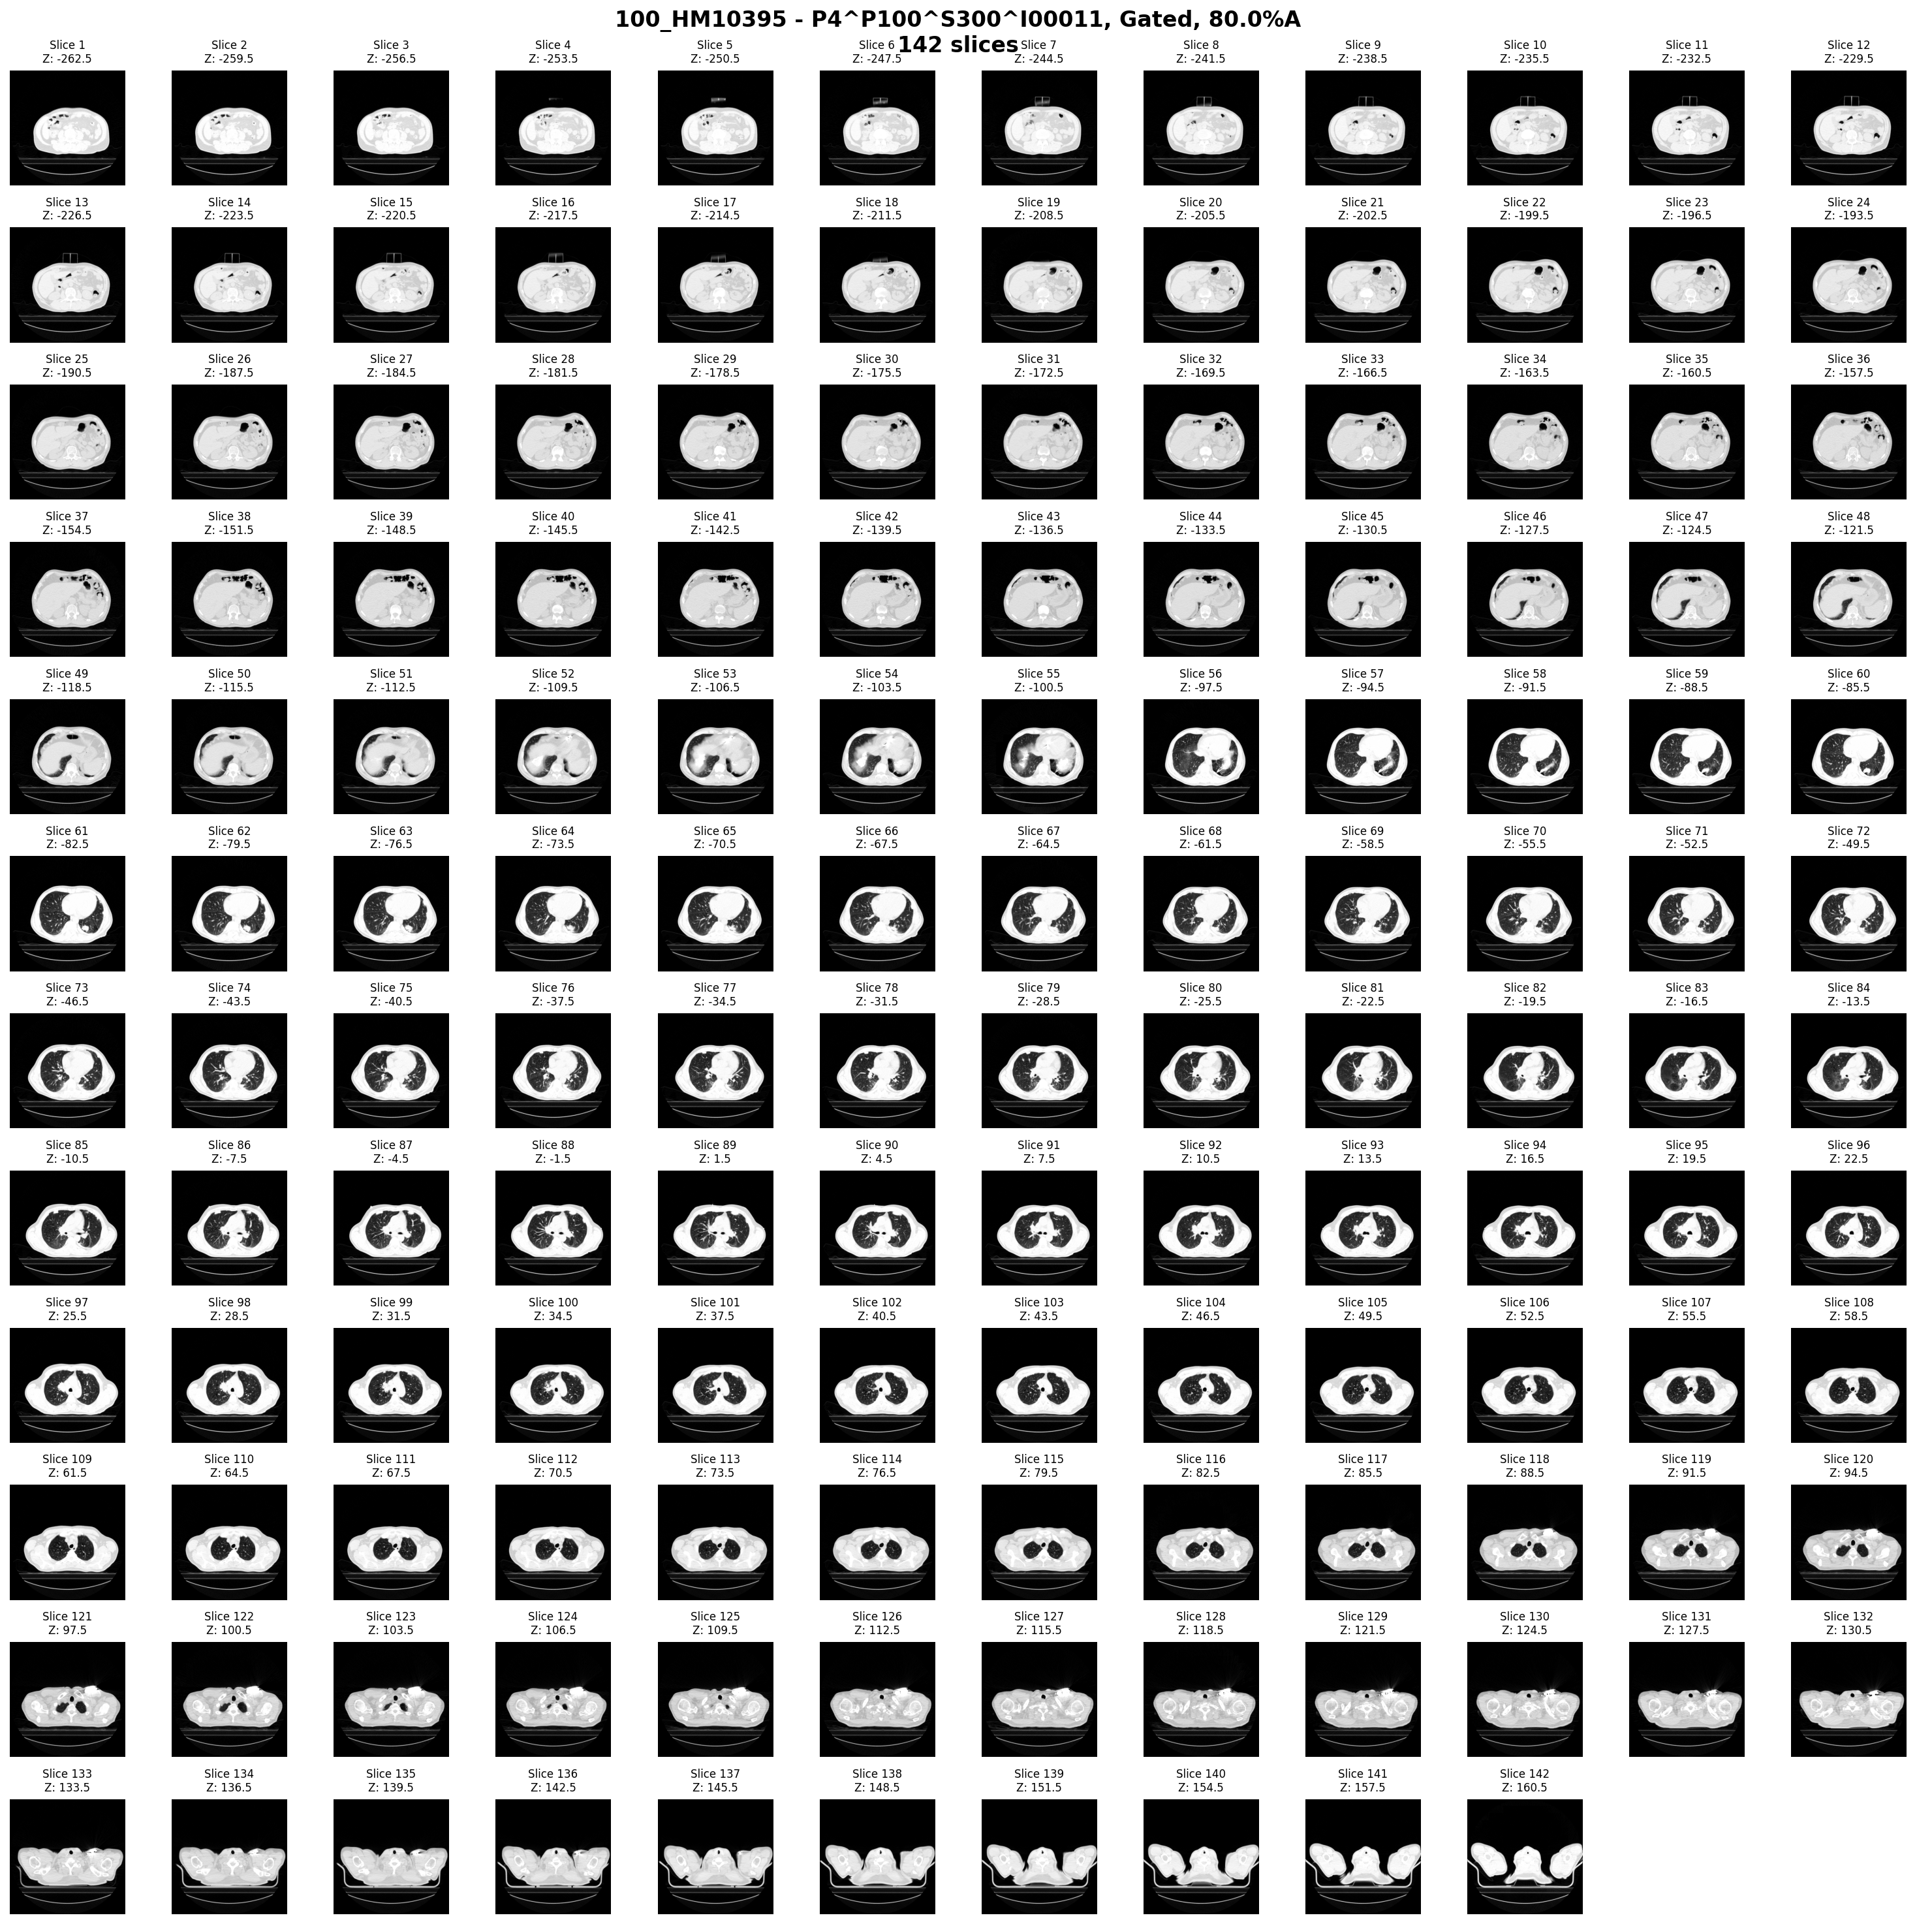 100_HM10395 - P4^P100^S300^I00011, Gated, 80.0%A
142 slices
Slice 1 Slice 2 Slice 3 Slice 4 Slice 5 Slice 6 Slice 7 Slice 8 Slice 9 Slice 10 Slice 11 Slice 12
Z: -262.5 Z: -259.5 Z: -256.5 Z: -253.5 Z: -250.5 Z: -247.5 Z: -244.5 Z: -241.5 Z: -238.5 Z: -235.5 Z: -232.5 Z: -229.5
Slice 13 Slice 14 Slice 15 Slice 16 Slice 17 Slice 18 Slice 19 Slice 20 Slice 21 Slice 22 Slice 23 Slice 24
Z: -226.5 Z: -223.5 Z: -220.5 Z: -217.5 Z: -214.5 Z: -211.5 Z: -208.5 Z: -205.5 Z: -202.5 Z: -199.5 Z: -196.5 Z: -193.5
Slice 25 Slice 26 Slice 27 Slice 28 Slice 29 Slice 30 Slice 31 Slice 32 Slice 33 Slice 34 Slice 35 Slice 36
Z: -190.5 Z: -187.5 Z: -184.5 Z: -181.5 Z: -178.5 Z: -175.5 Z: -172.5 Z: -169.5 Z: -166.5 Z: -163.5 Z: -160.5 Z: -157.5
Slice 37 Slice 38 Slice 39 Slice 40 Slice 41 Slice 42 Slice 43 Slice 44 Slice 45 Slice 46 Slice 47 Slice 48
Z: -154.5 Z: -151.5 Z: -148.5 Z: -145.5 Z: -142.5 Z: -139.5 Z: -136.5 Z: -133.5 Z: -130.5 Z: -127.5 Z: -124.5 Z: -121.5
Slice 49 Slice 50 Slice 51 Slice 52 Slice 53 Slice 54 Slice 55 Slice 56 Slice 57 Slice 58 Slice 59 Slice 60
Z: -118.5 Z: -115.5 Z: -112.5 Z: -109.5 Z: -106.5 Z: -103.5 Z: -100.5 Z: -97.5 Z: -94.5 Z: -91.5 Z: -88.5 Z: -85.5
Slice 61 Slice 62 Slice 63 Slice 64 Slice 65 Slice 66 Slice 67 Slice 68 Slice 69 Slice 70 Slice 71 Slice 72
Z: -82.5 Z: -79.5 Z: -76.5 Z: -73.5 Z: -70.5 Z: -67.5 Z: -64.5 Z: -61.5 Z: -58.5 Z: -55.5 Z: -52.5 Z: -49.5
Slice 73 Slice 74 Slice 75 Slice 76 Slice 77 Slice 78 Slice 79 Slice 80 Slice 81 Slice 82 Slice 83 Slice 84
Z: -46.5 Z: -43.5 Z: -40.5 Z: -37.5 Z: -34.5 Z: -31.5 Z: -28.5 Z: -25.5 Z: -22.5 Z: -19.5 Z: -16.5 Z: -13.5
Slice 85 Slice 86 Slice 87 Slice 88 Slice 89 Slice 90 Slice 91 Slice 92 Slice 93 Slice 94 Slice 95 Slice 96
Z: -10.5 Z: -7.5 Z: -4.5 Z: -1.5 Z: 1.5 Z: 4.5 Z: 7.5 Z: 10.5 Z: 13.5 Z: 16.5 Z: 19.5 Z: 22.5
Slice 97 Slice 98 Slice 99 Slice 100 Slice 101 Slice 102 Slice 103 Slice 104 Slice 105 Slice 106 Slice 107 Slice 108
Z: 25.5 Z: 28.5 Z: 31.5 Z: 34.5 Z: 37.5 Z: 40.5 Z: 43.5 Z: 46.5 Z: 49.5 Z: 52.5 Z: 55.5 Z: 58.5
Slice 109 Slice 110 Slice 111 Slice 112 Slice 113 Slice 114 Slice 115 Slice 116 Slice 117 Slice 118 Slice 119 Slice 120
Z: 61.5 Z: 64.5 Z: 67.5 Z: 70.5 Z: 73.5 Z: 76.5 Z: 79.5 Z: 82.5 Z: 85.5 Z: 88.5 Z: 91.5 Z: 94.5
Slice 121 Slice 122 Slice 123 Slice 124 Slice 125 Slice 126 Slice 127 Slice 128 Slice 129 Slice 130 Slice 131 Slice 132
Z: 97.5 Z: 100.5 Z: 103.5 Z: 106.5 Z: 109.5 Z: 112.5 Z: 115.5 Z: 118.5 Z: 121.5 Z: 124.5 Z: 127.5 Z: 130.5
Slice 133 Slice 134 Slice 135 Slice 136 Slice 137 Slice 138 Slice 139 Slice 140 Slice 141 Slice 142
Z: 133.5 Z: 136.5 Z: 139.5 Z: 142.5 Z: 145.5 Z: 148.5 Z: 151.5 Z: 154.5 Z: 157.5 Z: 160.5